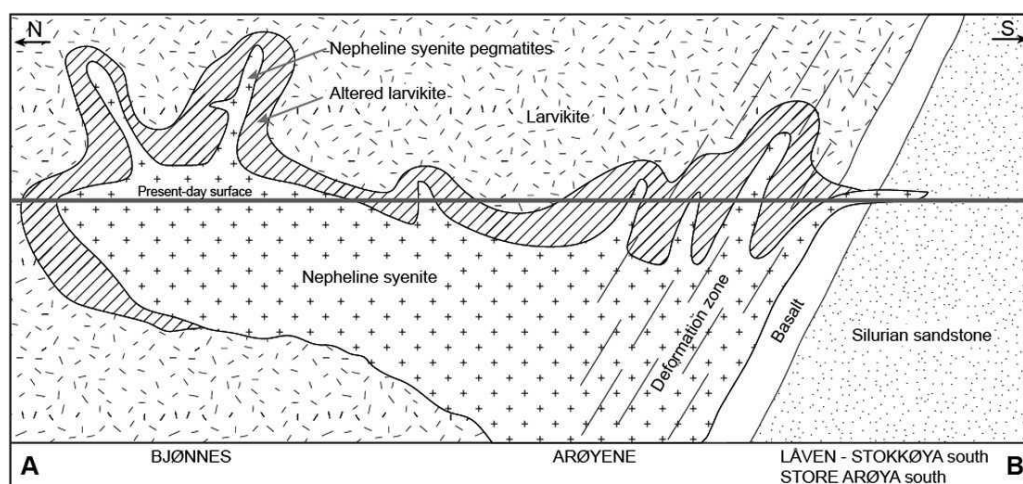 N
S
Nepheline syenite pegmatites
Altered larvikite
Larvikite
Present-day surface
Nepheline syenite
Deformation zone
Basalt
Silurian sandstone
A
BJØNNES
ARØYENE
LÅVEN - STOKKØYA south
STORE ARØYA south
B